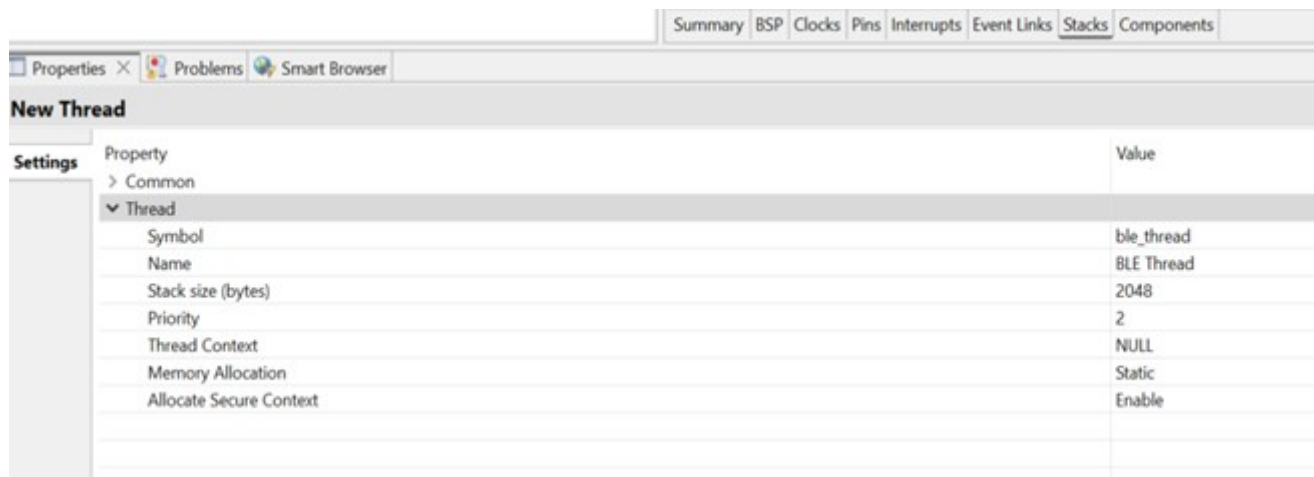 Summary BSP Clocks Pins Interrupts Event Links Stacks Components
Properties Problems Smart Browser
New Thread
Settings
Property Value
Common
Thread
Symbol ble_thread
Name BLE Thread
Stack size (bytes) 2048
Priority 2
Thread Context NULL
Memory Allocation Static
Allocate Secure Context Enable